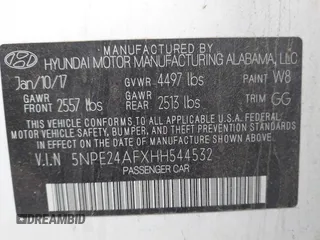 MANUFACTURED BY
HYUNDAI MOTOR MANUFACTURING ALABAMA, LLC
Jan/10/17 GVWR 4497 lbs PAINT W8
GAWR FRONT 2557 lbs GAWR REAR 2513 lbs TRIM GG
THIS VEHICLE CONFORMS TO ALL APPLICABLE U.S.A. FEDERAL
MOTOR VEHICLE SAFETY, BUMPER, AND THEFT PREVENTION
STANDARDS IN EFFECT ON THE DATE OF MANUFACTURE
SHOWN ABOVE.
V.I.N 5NPE24AFXHH544532
PASSENGER CAR
DREAMBID